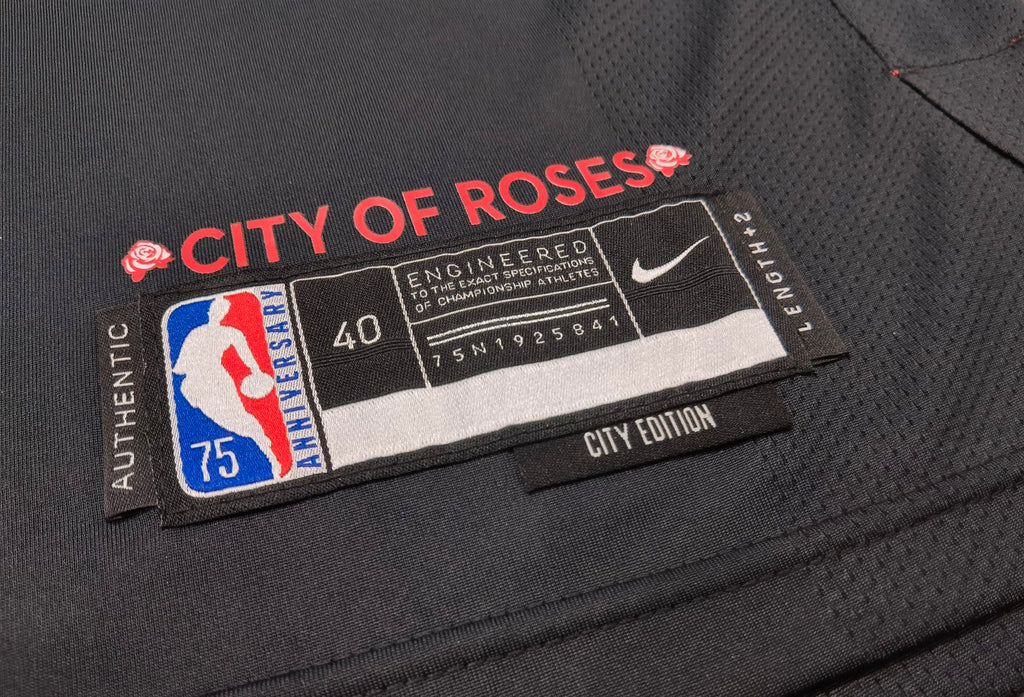 CITY OF ROSES
AUTHENTIC
75
ANNIVERSARY
40
ENGINEERED
TO THE EXACT SPECIFICATIONS
OF CHAMPIONSHIP ATHLETES
75N1925841
LENGTH+2
CITY EDITION